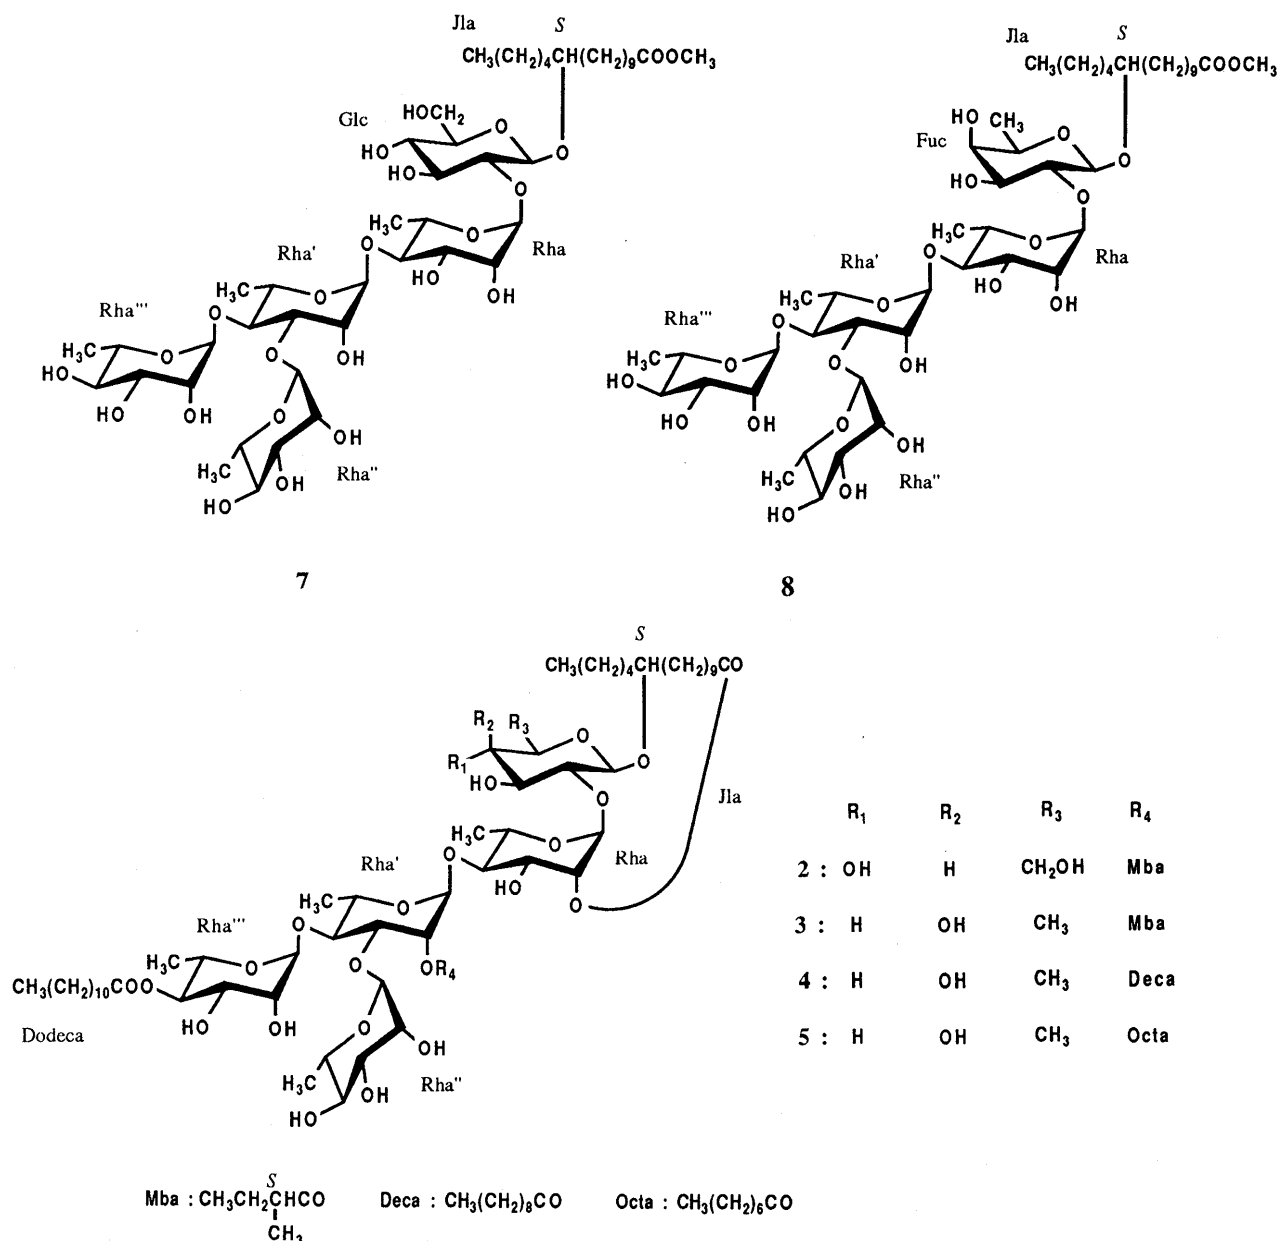 Jla S
CH₃(CH₂)₄CH(CH₂)₉COOCH₃
Glc
HOCH₂
O
HO
HO
O
O
H₃C
O
O
Rha
HO
OH
Rha'
H₃C
O
O
OH
O
Rha'''
H₃C
O
HO
HO
OH
O
OH
H₃C
OH
HO
Rha''
7
Jla S
CH₃(CH₂)₄CH(CH₂)₉COOCH₃
HO
CH₃
O
Fuc
HO
O
O
H₃C
O
O
Rha
HO
OH
Rha'
H₃C
O
O
OH
O
Rha'''
H₃C
O
HO
HO
OH
O
OH
H₃C
OH
HO
Rha''
8
S
CH₃(CH₂)₄CH(CH₂)₉CO
R₂
R₃
O
R₁
HO
O
O
Jla
H₃C
O
O
Rha
HO
O
Rha'
H₃C
O
O
OR₄
O
Rha'''
H₃C
O
CH₃(CH₂)₁₀COO
HO
OH
Dodeca
O
OH
H₃C
OH
HO
Rha''
R₁ R₂ R₃ R₄
2 : OH H CH₂OH Mba
3 : H OH CH₃ Mba
4 : H OH CH₃ Deca
5 : H OH CH₃ Octa
S
Mba : CH₃CH₂CHCO Deca : CH₃(CH₂)₈CO Octa : CH₃(CH₂)₆CO
CH₃